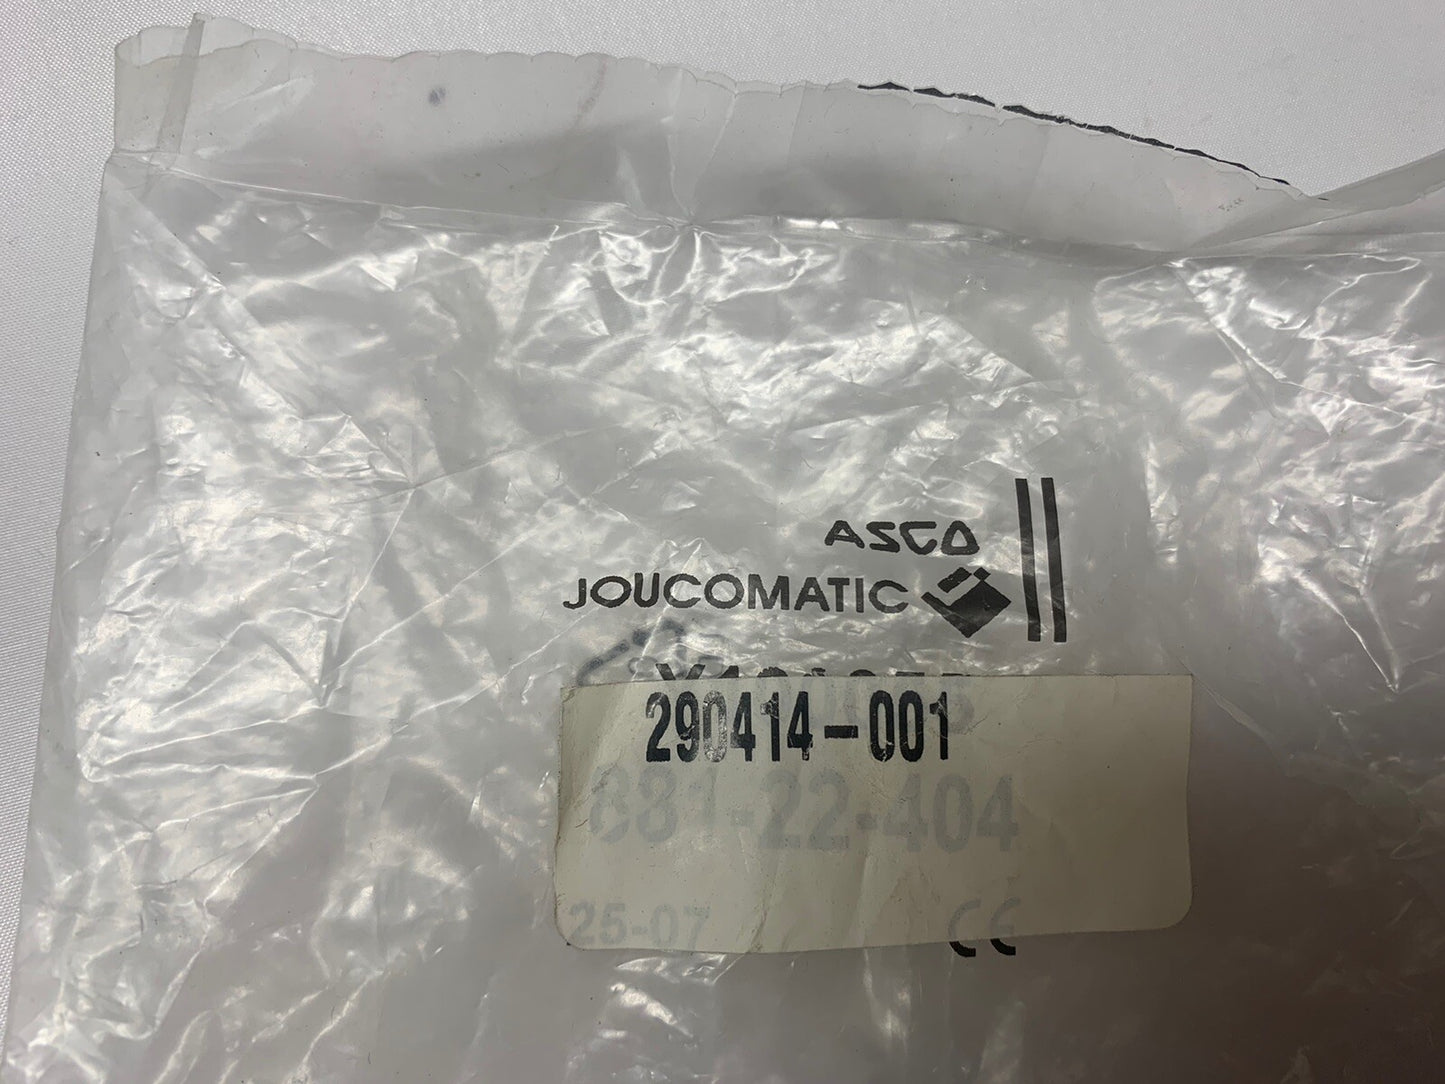 ASCO
JOUCOMATIC
290414-001
881-22-404
25-07
CE